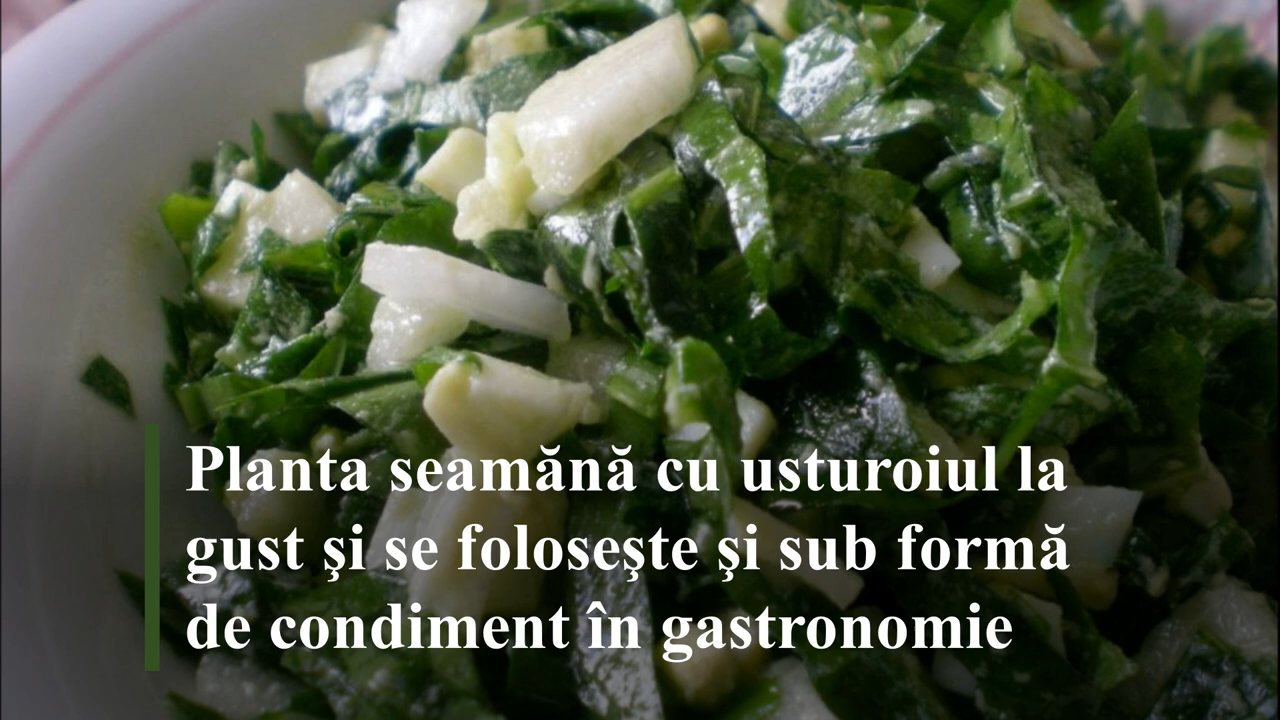 Planta seamănă cu usturoiul la
gust şi se foloseşte şi sub formă
de condiment în gastronomie